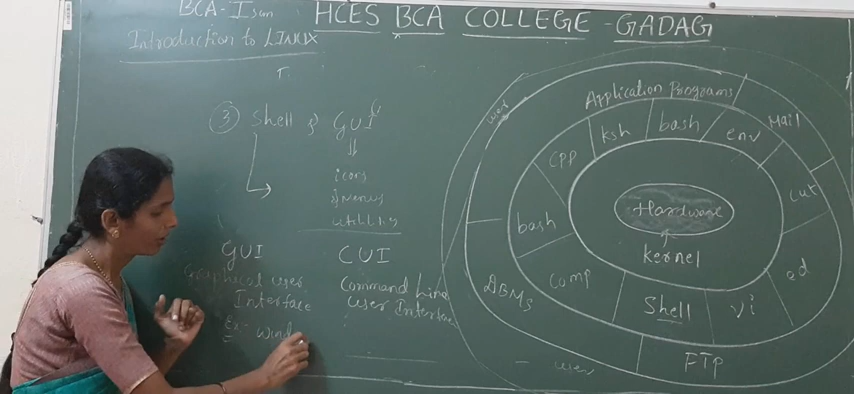 BCA-I Sem
HCES BCA COLLEGE - GADAG
Introduction to LINUX
③ Shell & GUI
icons
menus
utility
GUI
Graphical user
Interface
Ex:- wind
CUI
Command Line
user Interface
user
Application Programs
Mail
ksh
bash
env
CPP
cut
bash
Hardware
kernel
DBMS
Comp
Shell
Vi
ed
FTP
- user